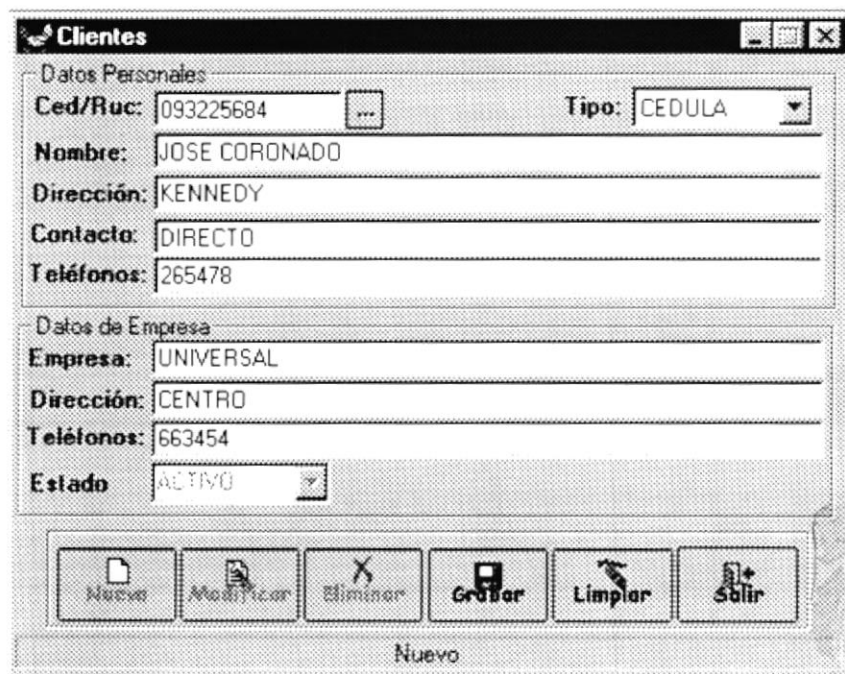 Clientes
Datos Personales
Ced/Ruc: 093225684 ... Tipo: CEDULA
Nombre: JOSE CORONADO
Dirección: KENNEDY
Contacto: DIRECTO
Teléfonos: 265478
Datos de Empresa
Empresa: UNIVERSAL
Dirección: CENTRO
Teléfonos: 663454
Estado ACTIVO
Nuevo Modificar Eliminar Grabar Limpiar Salir
Nuevo